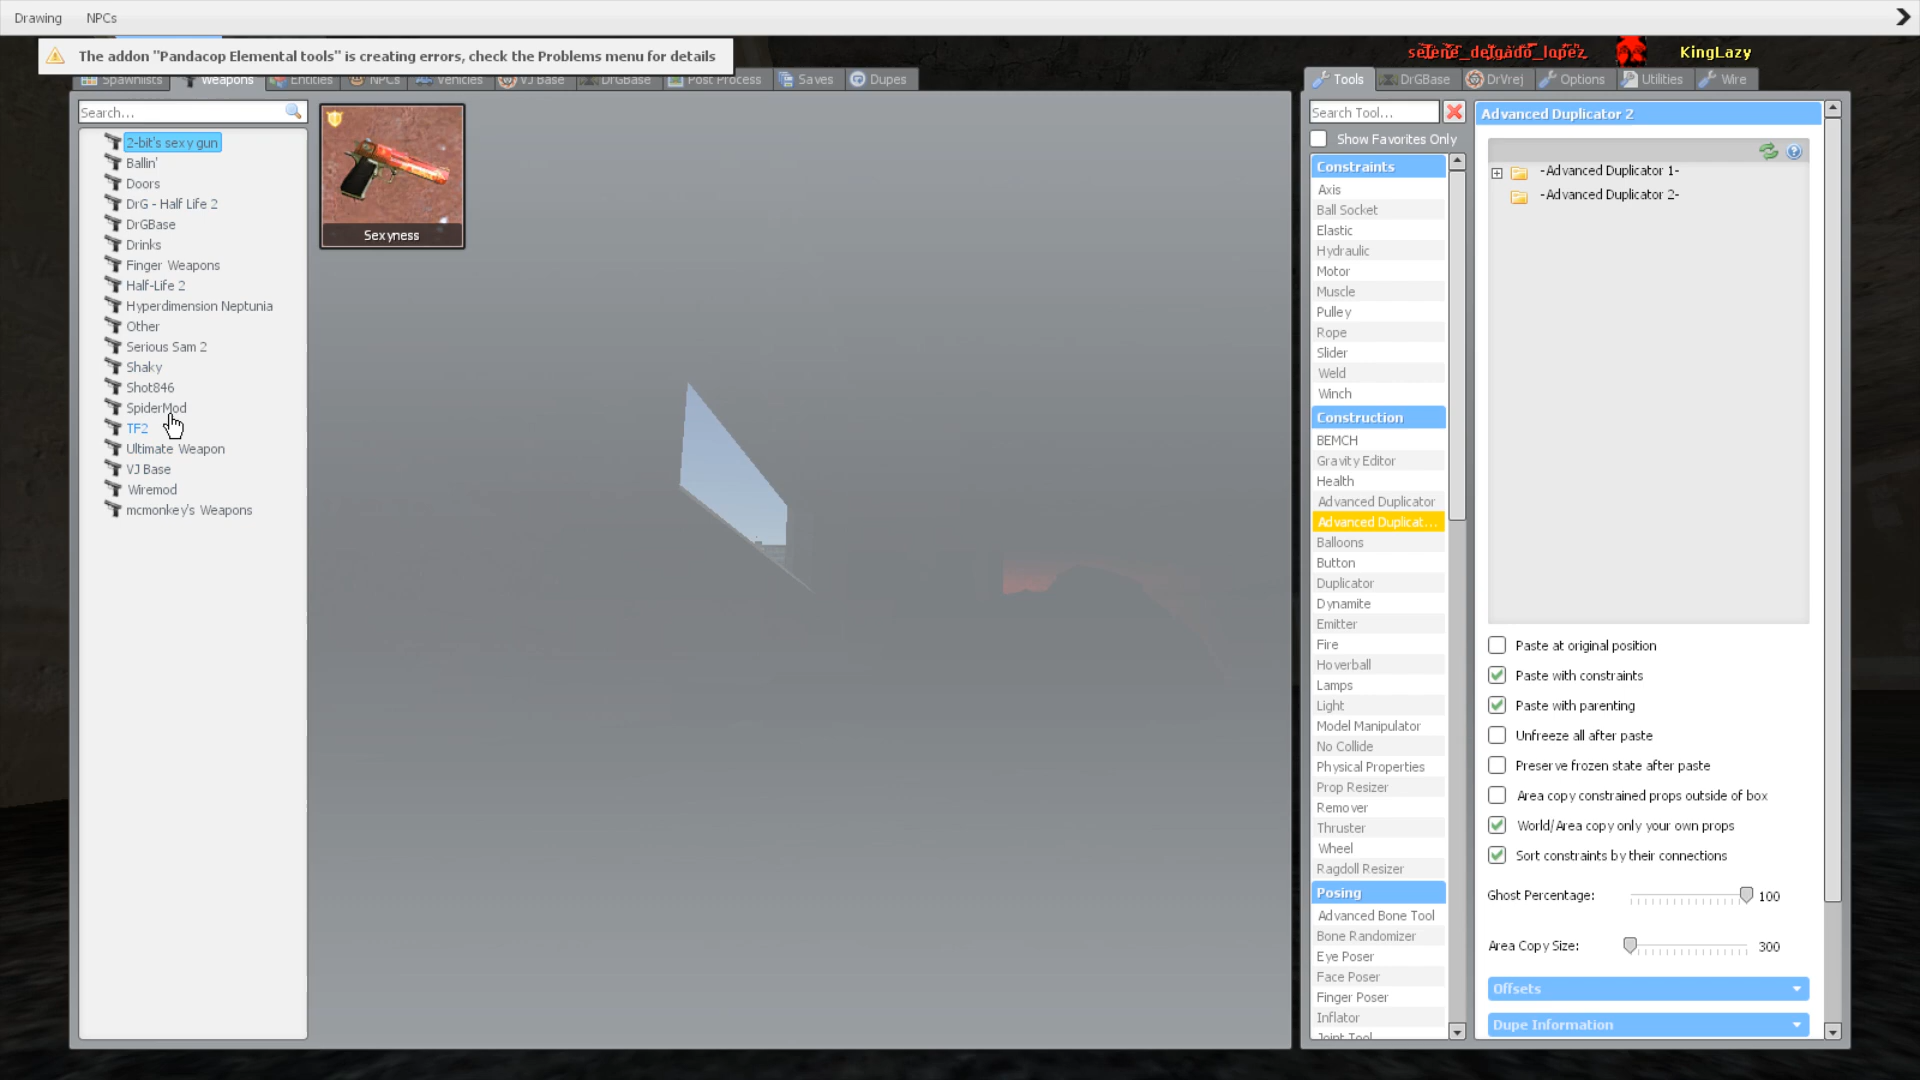 Drawing NPCs
The addon "Pandacop Elemental tools" is creating errors, check the Problems menu for details
selene_delgado_lopez KingLazy
Spawnlists Weapons Entities NPCs Vehicles VJ Base DrGBase Post Process Saves Dupes
Tools DrGBase DrVrej Options Utilities Wire
Search...
2-bit's sexy gun
Ballin'
Doors
DrG - Half Life 2
DrGBase
Drinks
Finger Weapons
Half-Life 2
Hyperdimension Neptunia
Other
Serious Sam 2
Shaky
Shot846
SpiderMod
TF2
Ultimate Weapon
VJ Base
Wiremod
mcmonkey's Weapons
Sexyness
Search Tool...
Show Favorites Only
Constraints
Axis
Ball Socket
Elastic
Hydraulic
Motor
Muscle
Pulley
Rope
Slider
Weld
Winch
Construction
BEMCH
Gravity Editor
Health
Advanced Duplicator
Advanced Duplicat...
Balloons
Button
Duplicator
Dynamite
Emitter
Fire
Hoverball
Lamps
Light
Model Manipulator
No Collide
Physical Properties
Prop Resizer
Remover
Thruster
Wheel
Ragdoll Resizer
Posing
Advanced Bone Tool
Bone Randomizer
Eye Poser
Face Poser
Finger Poser
Inflator
Joint Tool
Advanced Duplicator 2
-Advanced Duplicator 1-
-Advanced Duplicator 2-
Paste at original position
Paste with constraints
Paste with parenting
Unfreeze all after paste
Preserve frozen state after paste
Area copy constrained props outside of box
World/Area copy only your own props
Sort constraints by their connections
Ghost Percentage: 100
Area Copy Size: 300
Offsets
Dupe Information